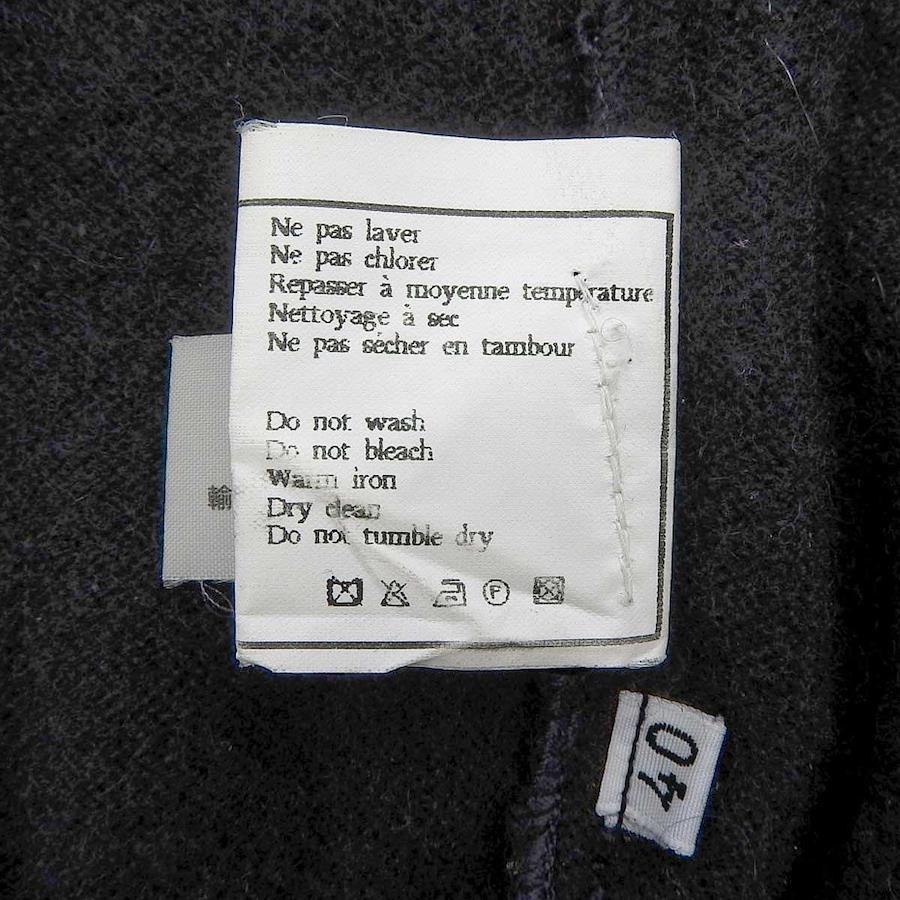 Ne pas laver
Ne pas chlorer
Repasser à moyenne température
Nettoyage à sec
Ne pas sécher en tambour
Do not wash
Do not bleach
Warm iron
Dry clean
Do not tumble dry
F
輸
40